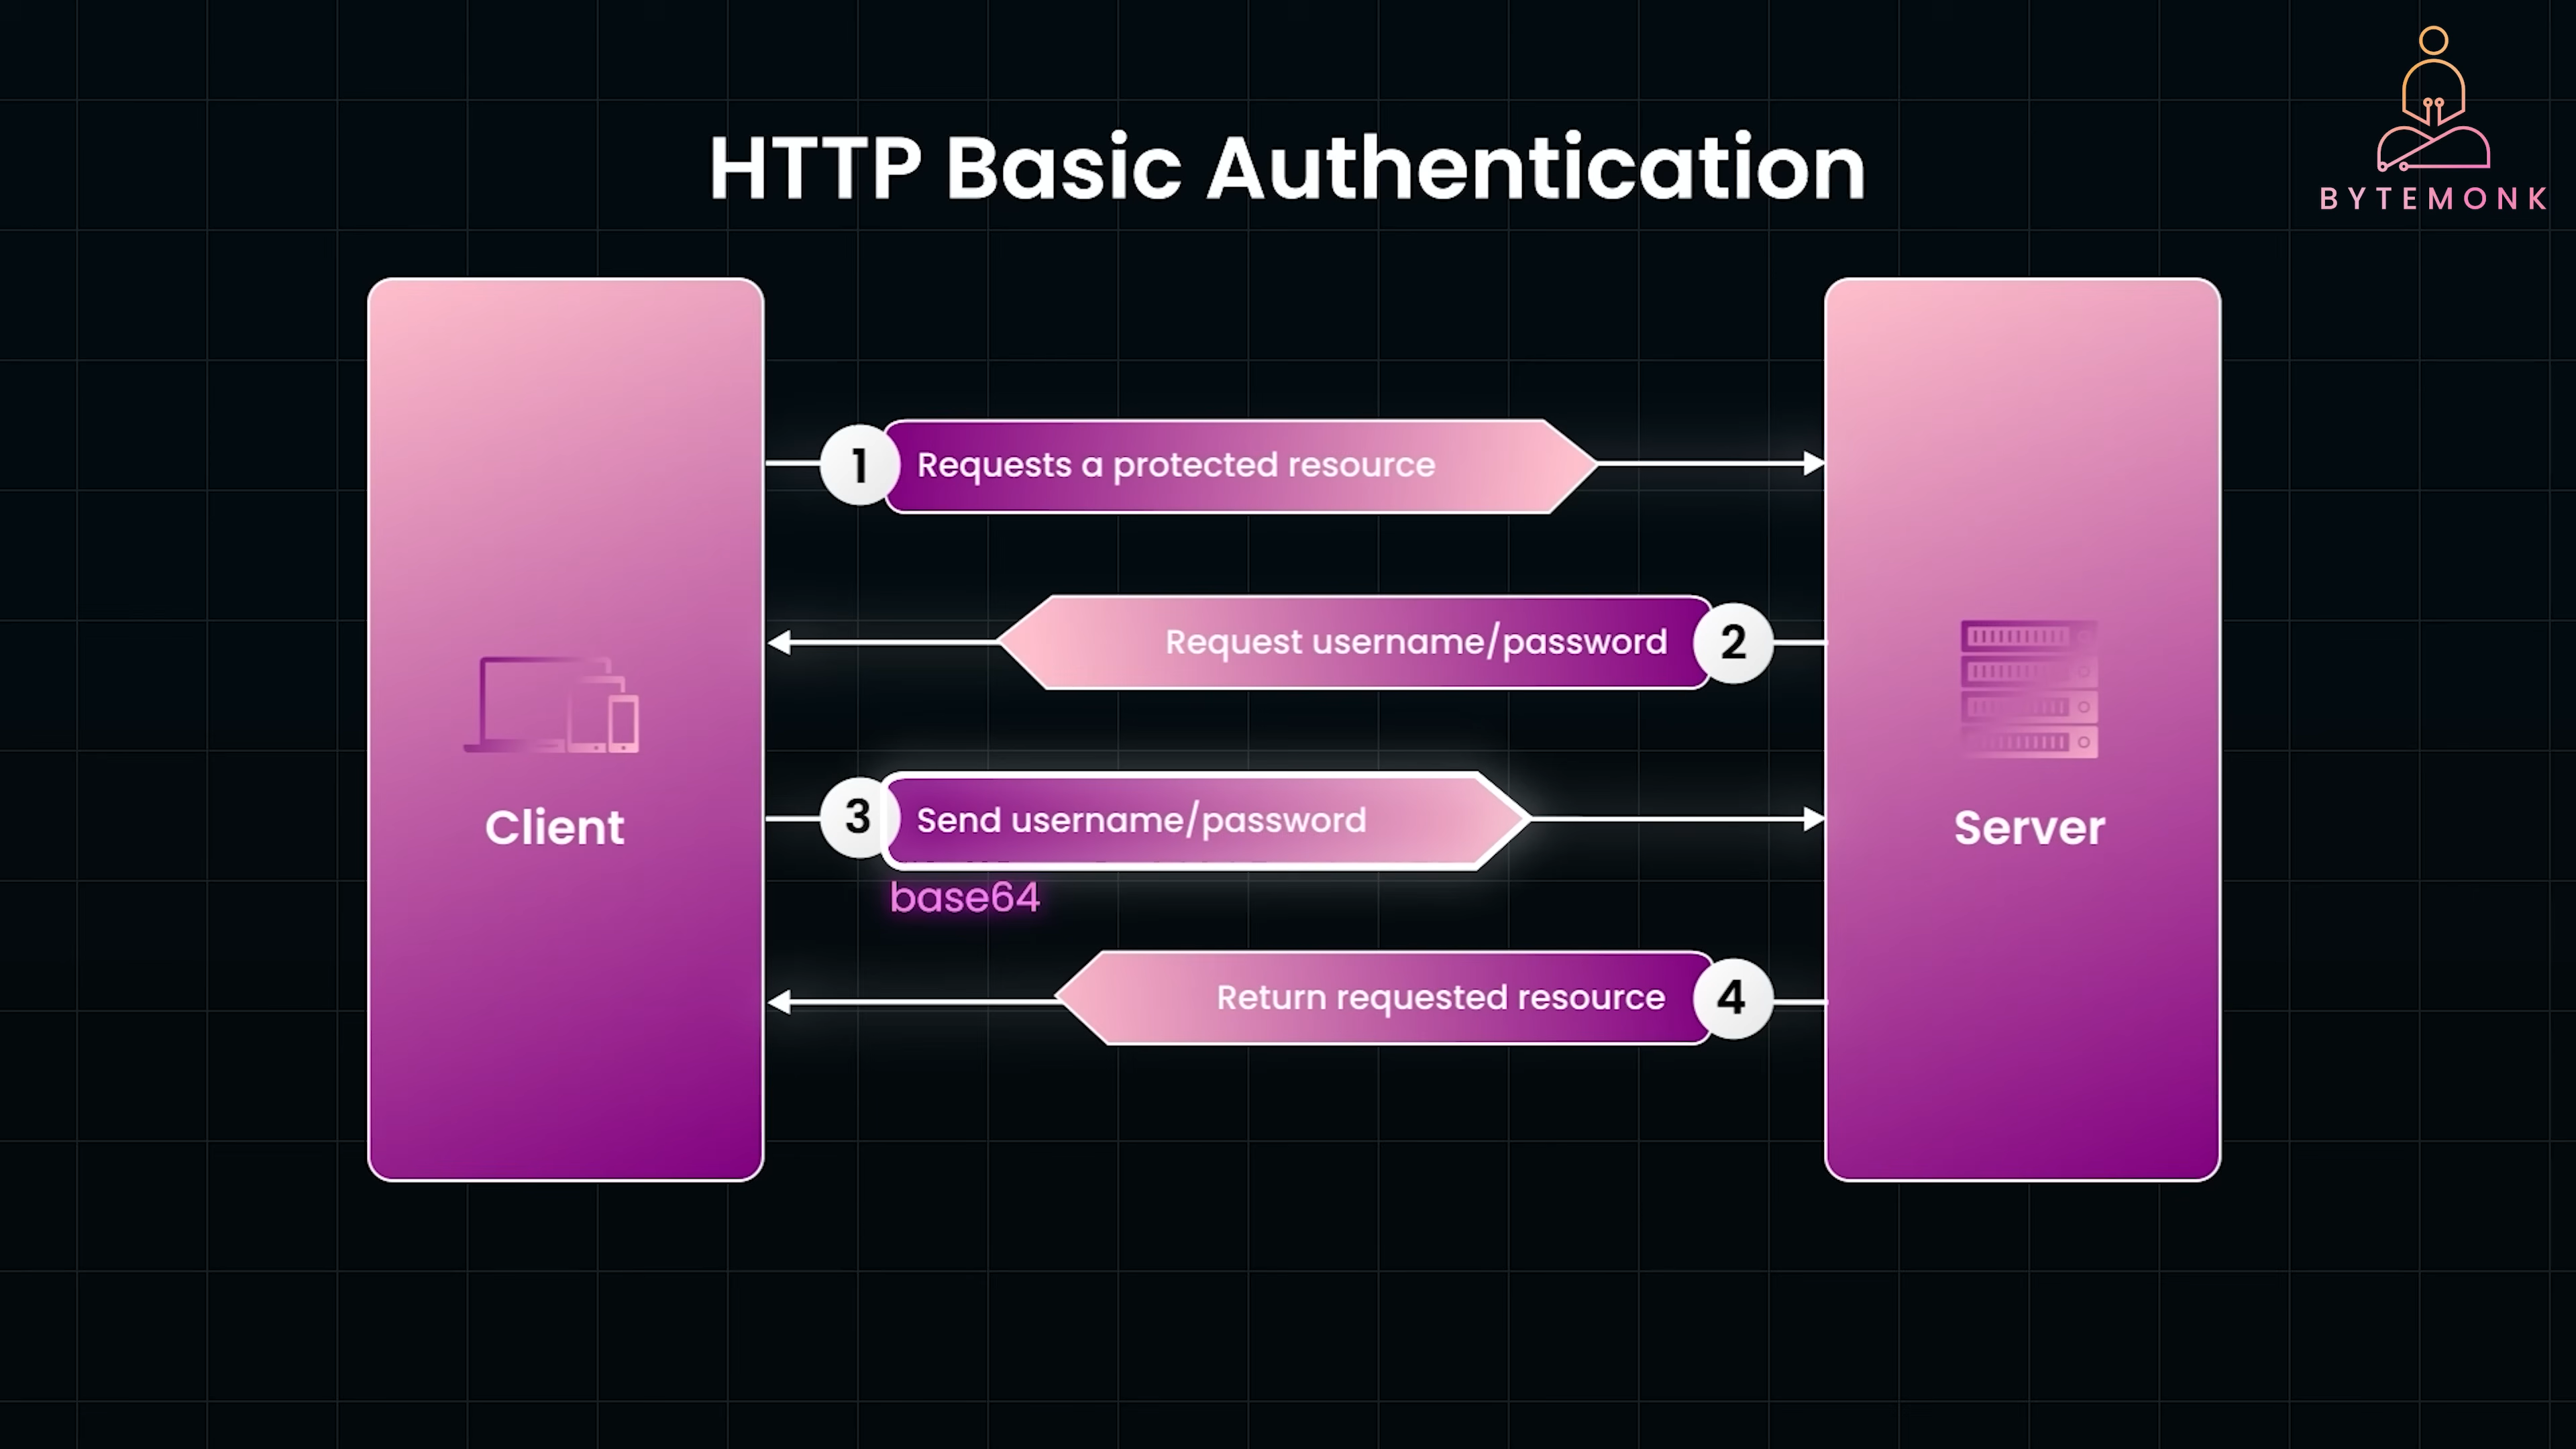 BYTEMONK
HTTP Basic Authentication
1 Requests a protected resource
Request username/password 2
Client
Server
3 Send username/password
base64
Return requested resource 4